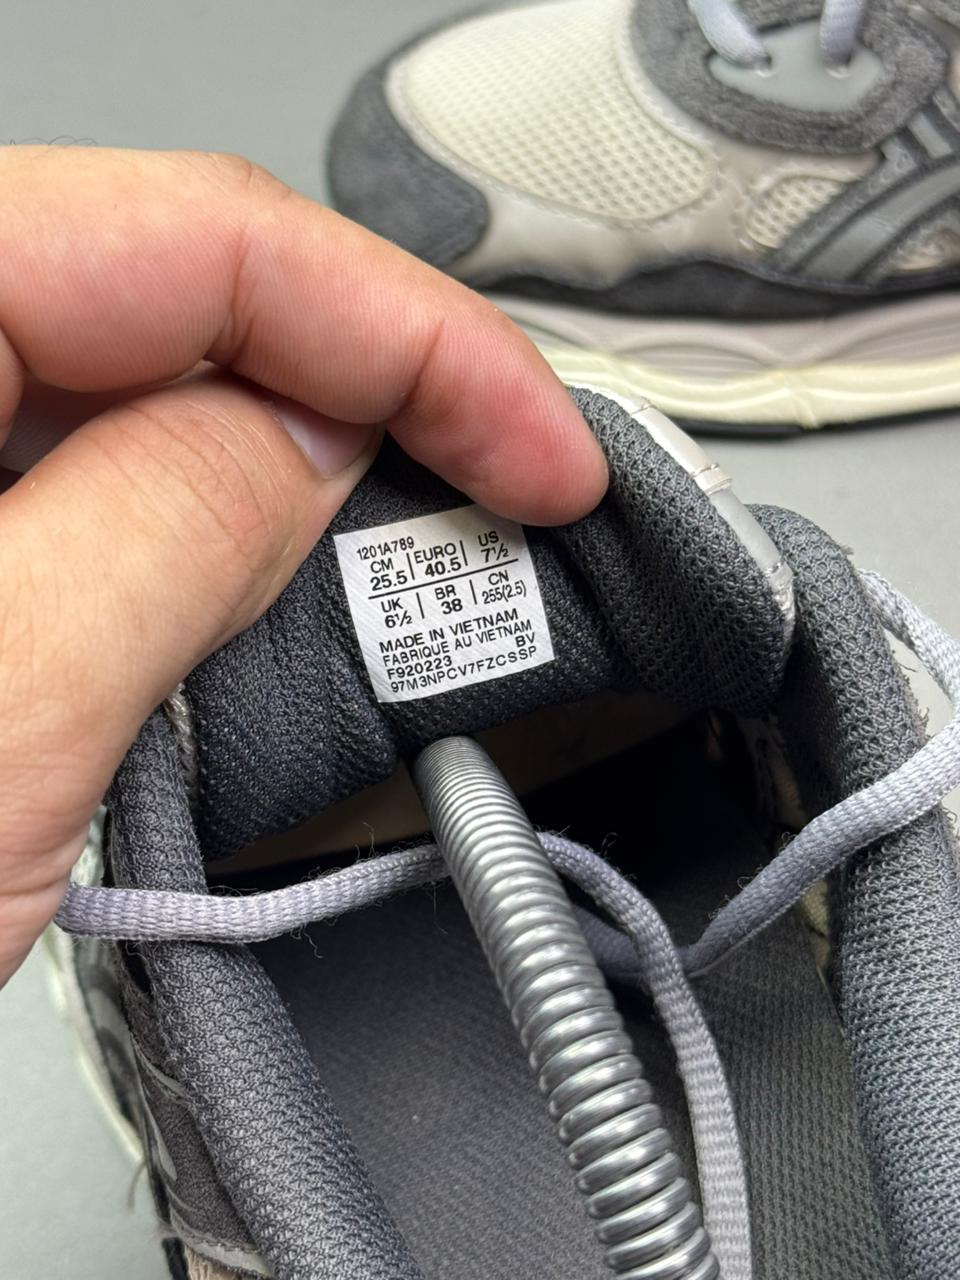 1201A789
CM EURO US
25.5 40.5 7½
UK BR CN
6½ 38 255(2.5)
MADE IN VIETNAM
FABRIQUE AU VIETNAM
F920223 BV
97M3NPCV7FZCSSP